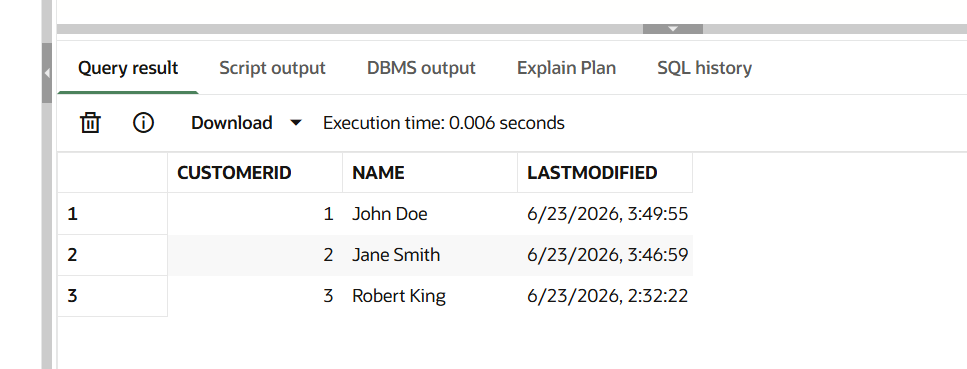 Query result Script output DBMS output Explain Plan SQL history
Download Execution time: 0.006 seconds
CUSTOMERID NAME LASTMODIFIED
1 1 John Doe 6/23/2026, 3:49:55
2 2 Jane Smith 6/23/2026, 3:46:59
3 3 Robert King 6/23/2026, 2:32:22